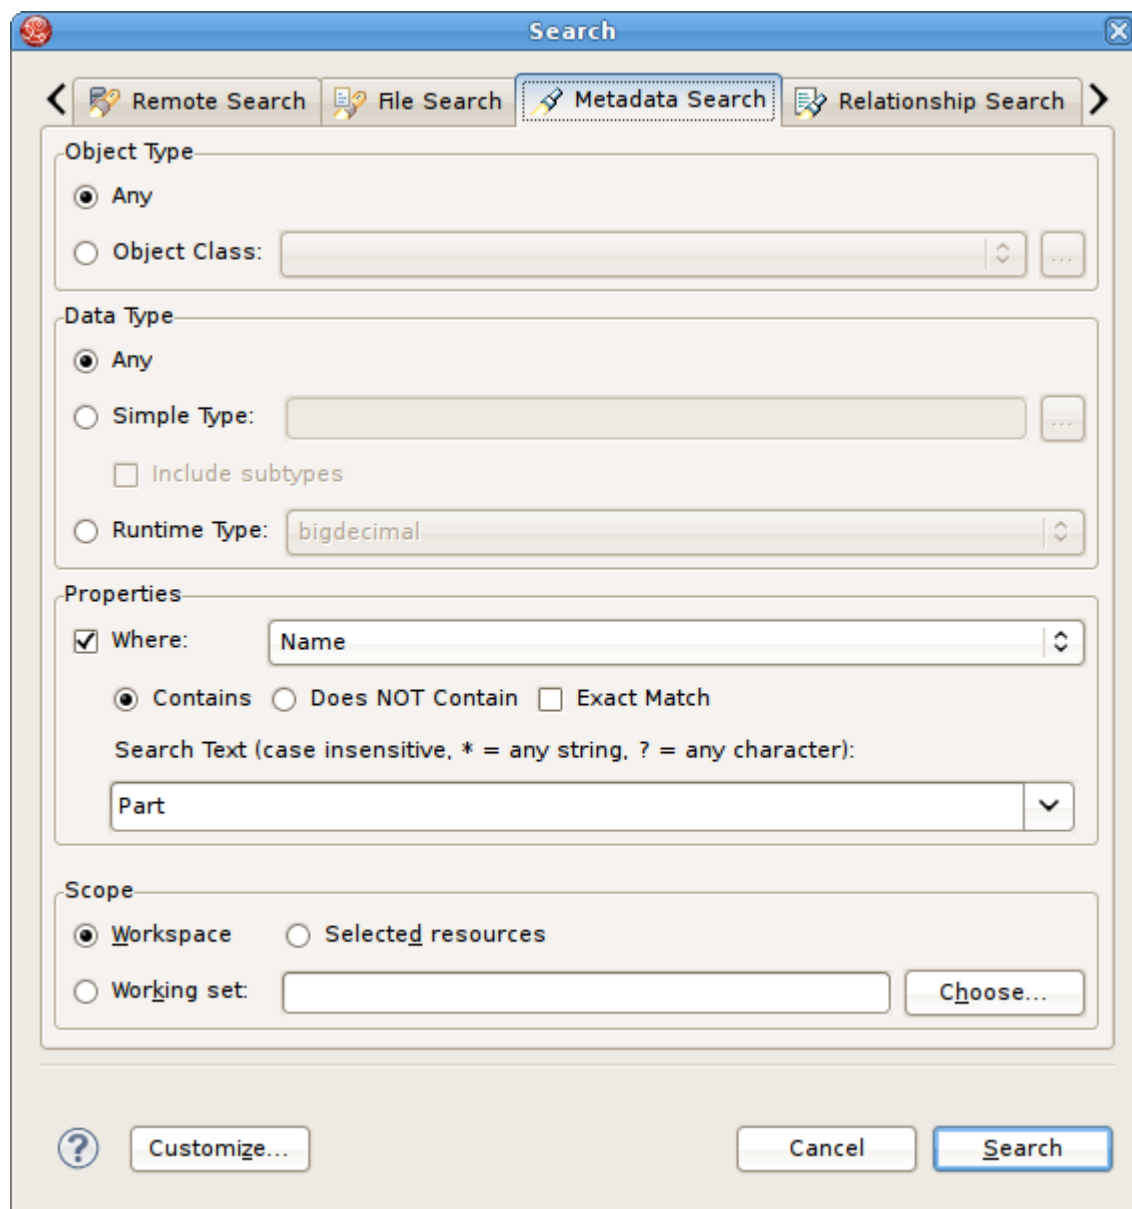 Search
Remote Search File Search Metadata Search Relationship Search
Object Type
Any
Object Class: ...
Data Type
Any
Simple Type: ...
Include subtypes
Runtime Type: bigdecimal
Properties
Where: Name
Contains Does NOT Contain Exact Match
Search Text (case insensitive, * = any string, ? = any character):
Part
Scope
Workspace Selected resources
Working set: Choose...
? Customize... Cancel Search